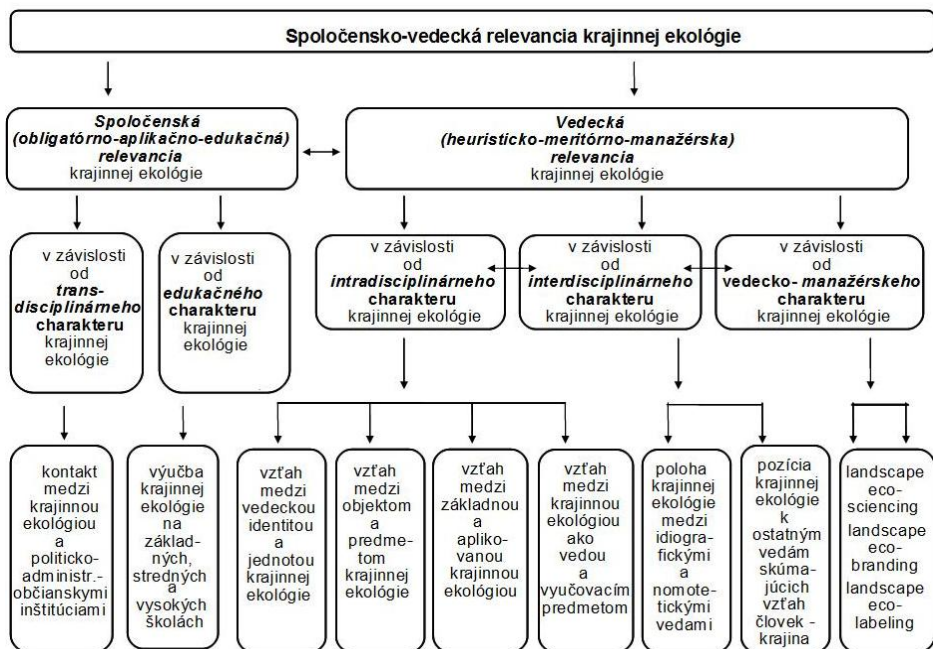 Spoločensko-vedecká relevancia krajinnej ekológie
Spoločenská
(obligatórno-aplikačno-edukačná)
relevancia
krajinnej ekológie
Vedecká
(heuristicko-meritórno-manažérska)
relevancia
krajinnej ekológie
v závislosti
od
trans-
disciplinárneho
charakteru
krajinnej
ekológie
v závislosti
od
edukačného
charakteru
krajinnej
ekológie
v závislosti
od
intradisciplinárneho
charakteru
krajinnej ekológie
v závislosti
od
interdisciplinárneho
charakteru
krajinnej ekológie
v závislosti
od
vedecko- manažérskeho
charakteru
krajinnej ekológie
kontakt
medzi
krajinnou
ekológiou
a
politicko-
administr.-
občianskymi
inštitúciami
výučba
krajinnej
ekológie
na
základ-
ných,
stredných
a
vysokých
školách
vzťah
medzi
vedeckou
identitou
a
jednotou
krajinnej
ekológie
vzťah
medzi
objektom
a
predmetom
krajinnej
ekológie
vzťah
medzi
základnou
a
apliko-
vanou
krajinnou
ekológiou
vzťah
medzi
krajinnou
ekológiou
ako
vedou
a
vyučovacím
predmetom
poloha
krajinnej
ekológie
medzi
idiogra-
fickými
a
nomote-
tickými
vedami
pozícia
krajinnej
ekológie
k
ostatným
vedám
skúma-
júcich
vzťah
človek -
krajina
landscape
eco-
sciencing
landscape
eco-
branding
landscape
eco-
labeling